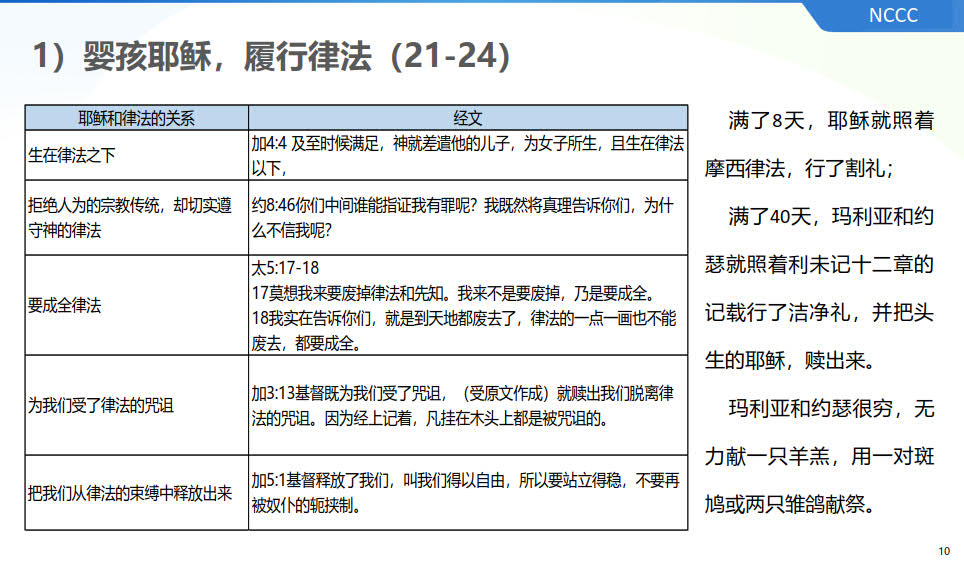 NCCC
1）婴孩耶稣，履行律法（21-24）
耶稣和律法的关系
经文
生在律法之下
加4:4 及至时候满足，神就差遣他的儿子，为女子所生，且生在律法
以下，
拒绝人为的宗教传统，却切实遵
守神的律法
约8:46你们中间谁能指证我有罪呢？我既然将真理告诉你们，为什
么不信我呢？
要成全律法
太5:17-18
17莫想我来要废掉律法和先知。我来不是要废掉，乃是要成全。
18我实在告诉你们，就是到天地都废去了，律法的一点一画也不能
废去，都要成全。
为我们受了律法的咒诅
加3:13基督既为我们受了咒诅，（受原文作成）就赎出我们脱离律
法的咒诅。因为经上记着，凡挂在木头上都是被咒诅的。
把我们从律法的束缚中释放出来
加5:1基督释放了我们，叫我们得以自由，所以要站立得稳，不要再
被奴仆的轭挟制。
满了8天，耶稣就照着
摩西律法，行了割礼；
满了40天，玛利亚和约
瑟就照着利未记十二章的
记载行了洁净礼，并把头
生的耶稣，赎出来。
玛利亚和约瑟很穷，无
力献一只羊羔，用一对斑
鸠或两只雏鸽献祭。
10